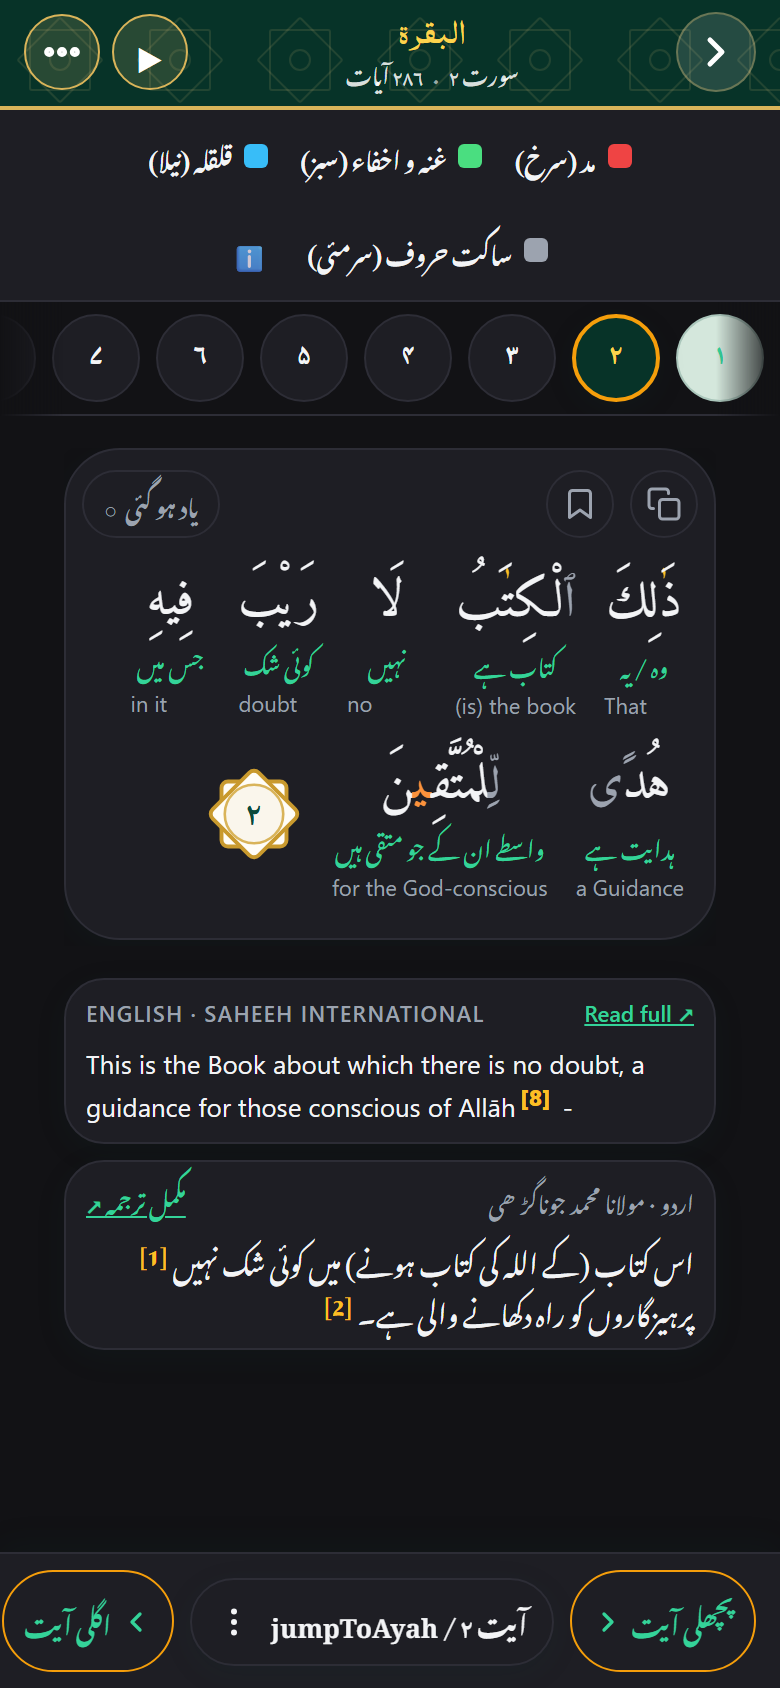 البقرة
سورت ۲ · ۲۸٦ آیات
مد (سرخ) غنه و اخفاء (سبز) قلقله (نیلا)
ساکت حروف (سرمئی) i
۱ ۲ ۳ ۴ ۵ ٦ ۷
یاد ہو گئی
ذَٰلِكَ ٱلْكِتَٰبُ لَا رَيْبَ فِيهِ
وہ / یہ کتاب ہے نہیں کوئی شک جس میں
That (is) the book no doubt in it
هُدًى لِّلْمُتَّقِينَ ۲
ہدایت ہے واسطے ان کے جو متقی ہیں
a Guidance for the God-conscious
ENGLISH · SAHEEH INTERNATIONAL Read full ↗
This is the Book about which there is no doubt, a
guidance for those conscious of Allāh [8] -
اردو · مولانا محمد جوناگڑھی مکمل ترجمہ ↗
اس کتاب (کے اللہ کی کتاب ہونے) میں کوئی شک نہیں [1]
پرہیزگاروں کو راہ دکھانے والی ہے۔ [2]
پچھلی آیت آیت ۲ / jumpToAyah اگلی آیت